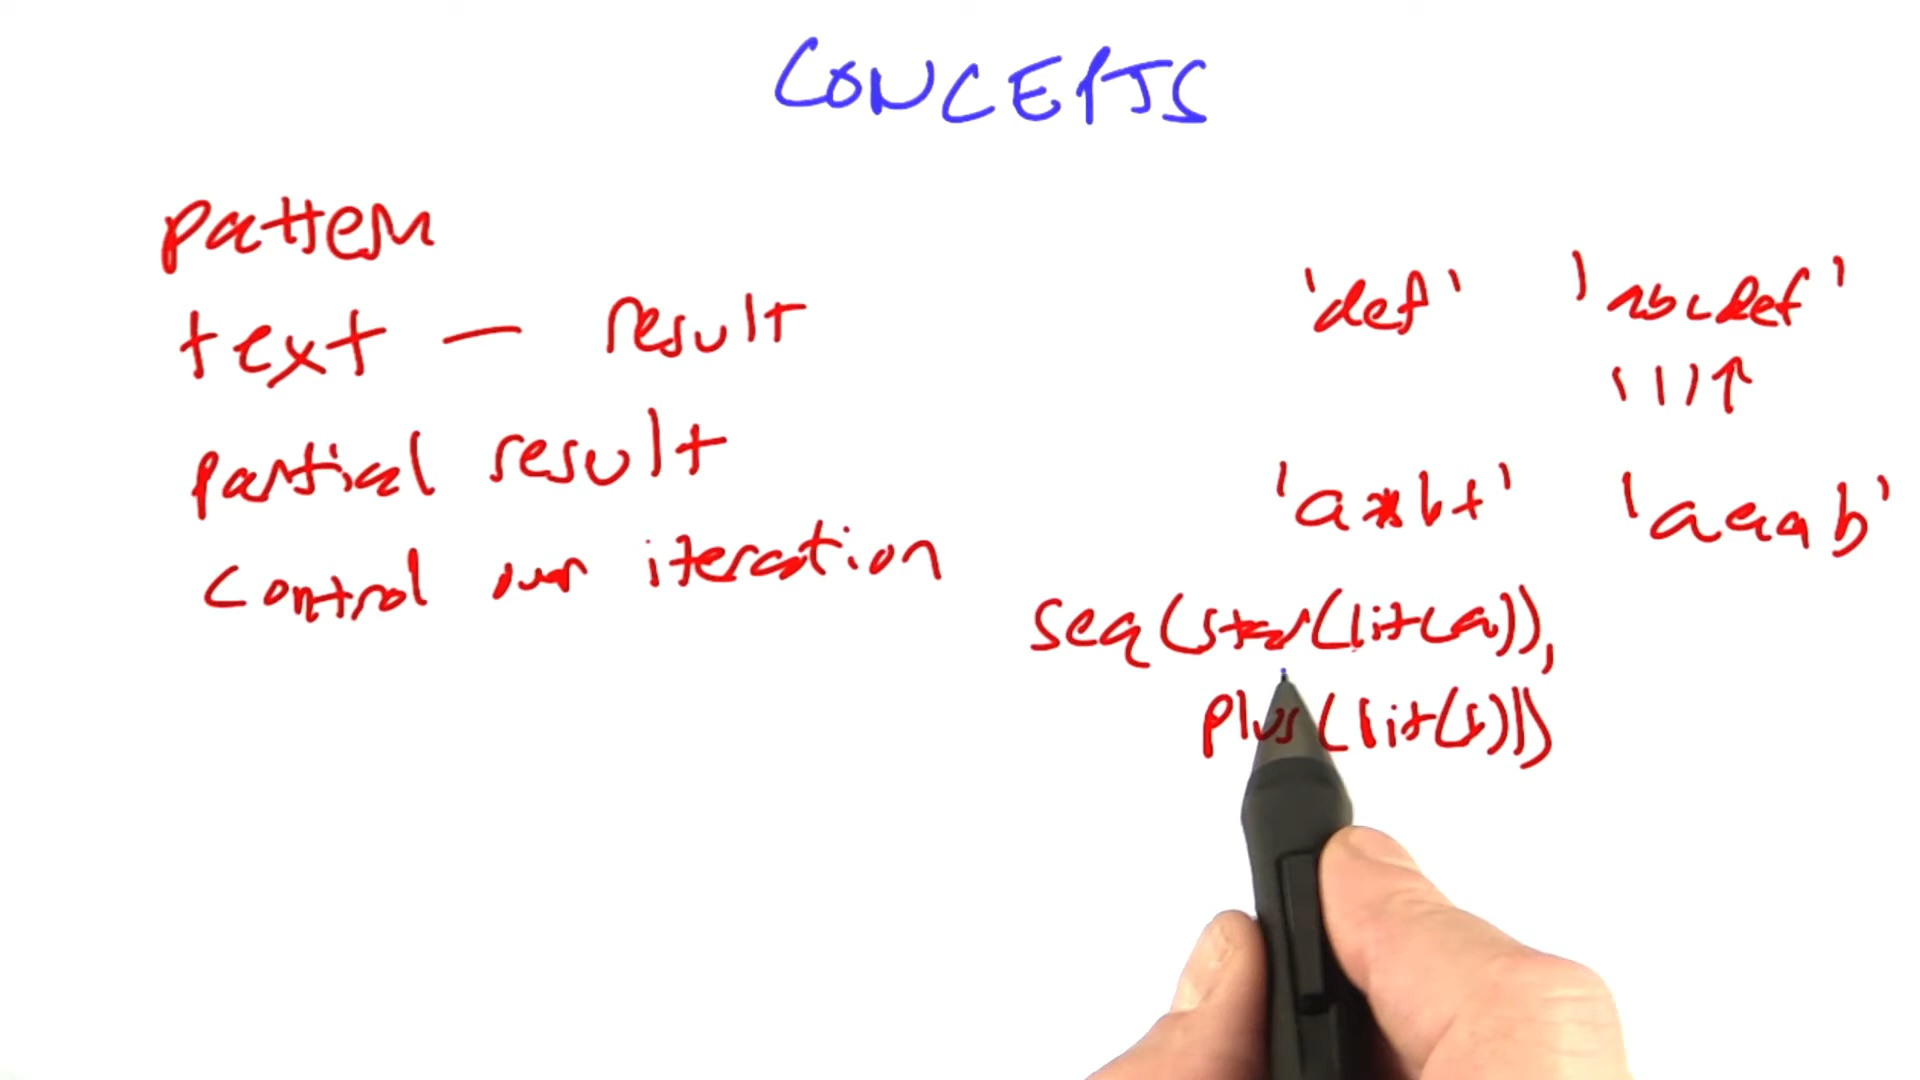 CONCEPTS
pattern
text — result
partial result
control over iteration
'def' 'abcdef'
'a*b+' 'aaab'
seq(star(lit(a)),
plus(lit(b)))